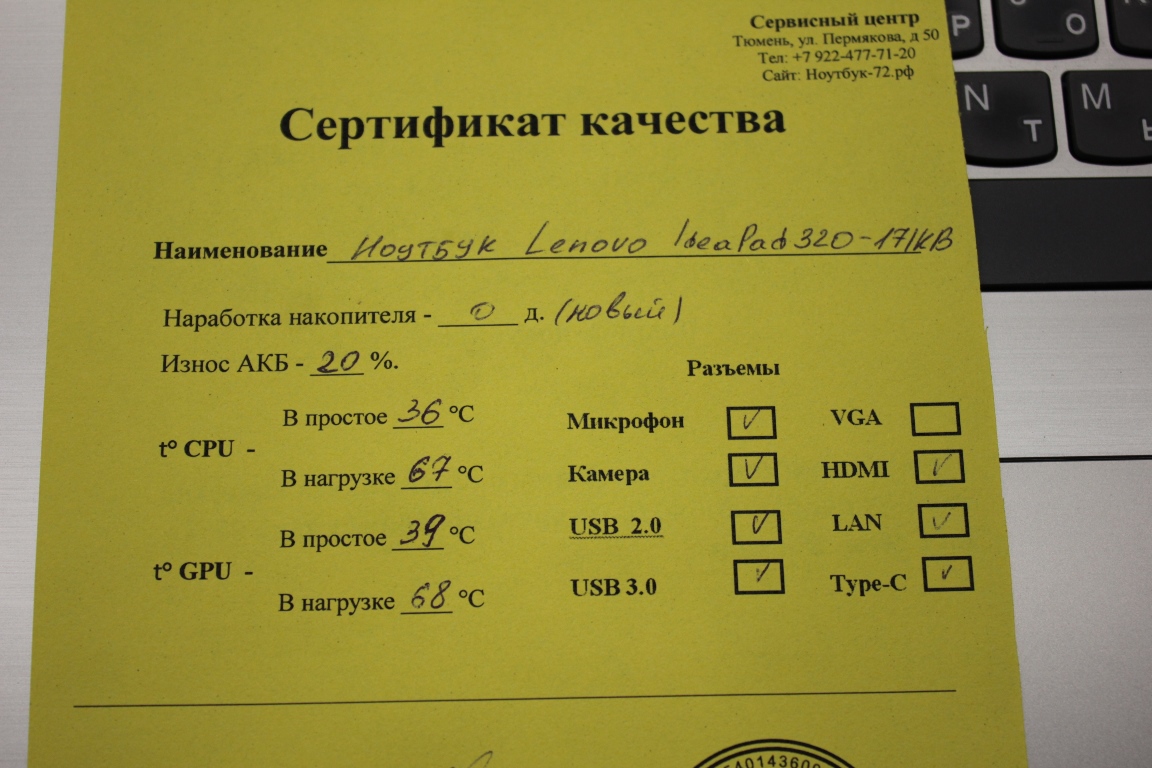 Сервисный центр
Тюмень, ул. Пермякова, д 50
Тел: +7 922-477-71-20
Сайт: Ноутбук-72.рф
Сертификат качества
Наименование Ноутбук Lenovo IdeaPad 320-17IKB
Наработка накопителя - 0 д. (новый)
Износ АКБ - 20 %.
Разъемы
t° CPU -
В простое 36 °C
В нагрузке 67 °C
t° GPU -
В простое 39 °C
В нагрузке 68 °C
Микрофон ✓ VGA
Камера ✓ HDMI ✓
USB 2.0 ✓ LAN ✓
USB 3.0 ✓ Type-C ✓
P
О
N
Т
M
Ь